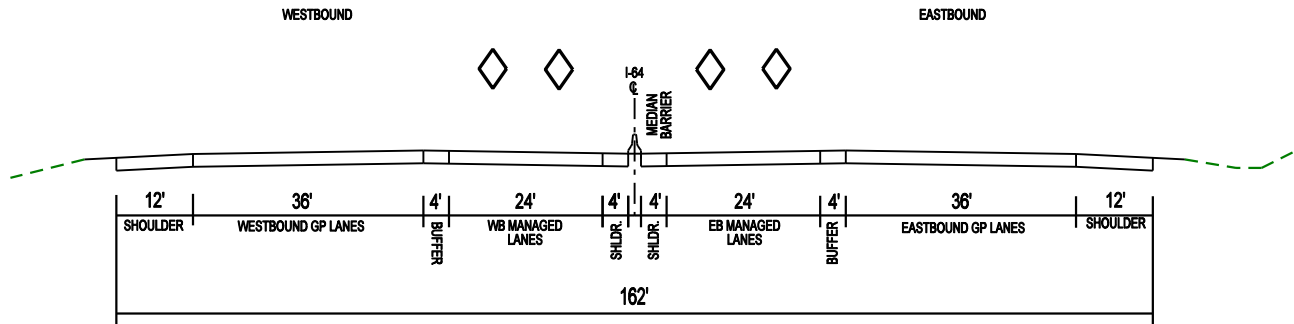 WESTBOUND
EASTBOUND
I-64
℄
MEDIAN
BARRIER
12'
36'
4'
24'
4'
4'
24'
4'
36'
12'
SHOULDER
WESTBOUND GP LANES
BUFFER
WB MANAGED
LANES
SHLDR.
SHLDR.
EB MANAGED
LANES
BUFFER
EASTBOUND GP LANES
SHOULDER
162'